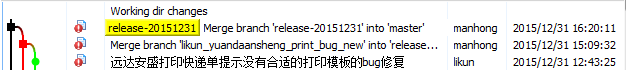 Working dir changes
release-20151231 Merge branch 'release-20151231' into 'master' manhong 2015/12/31 16:20:11
Merge branch 'likun_yuandaansheng_print_bug_new' into 'release... manhong 2015/12/31 15:09:32
远达安盛打印快递单提示没有合适的打印模板的bug修复 likun 2015/12/31 12:43:25